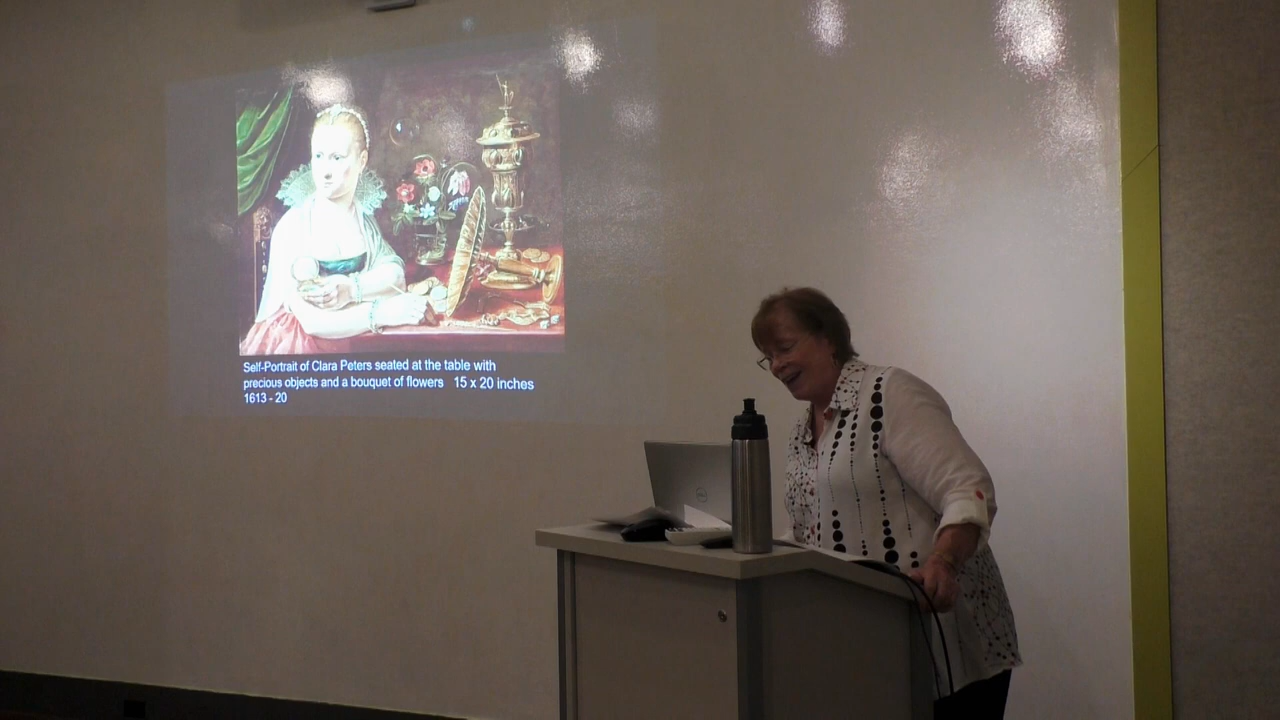 Self-Portrait of Clara Peters seated at the table with
precious objects and a bouquet of flowers 15 x 20 inches
1613 - 20